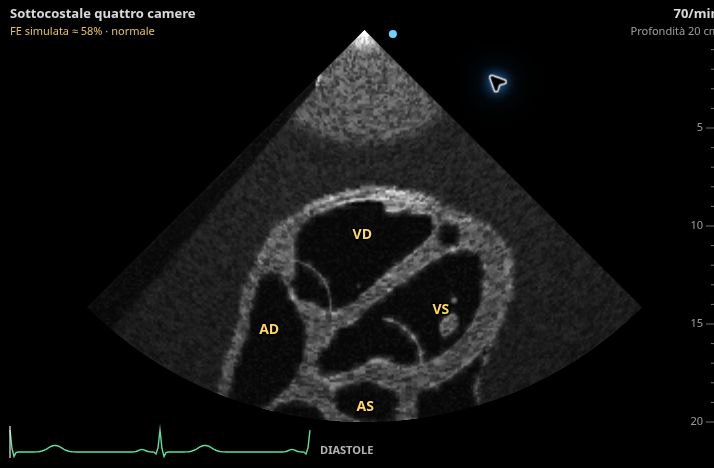 Sottocostale quattro camere
70/min
FE simulata ≈ 58% · normale
Profondità 20 cm
5
10
15
20
VD
VS
AD
AS
DIASTOLE